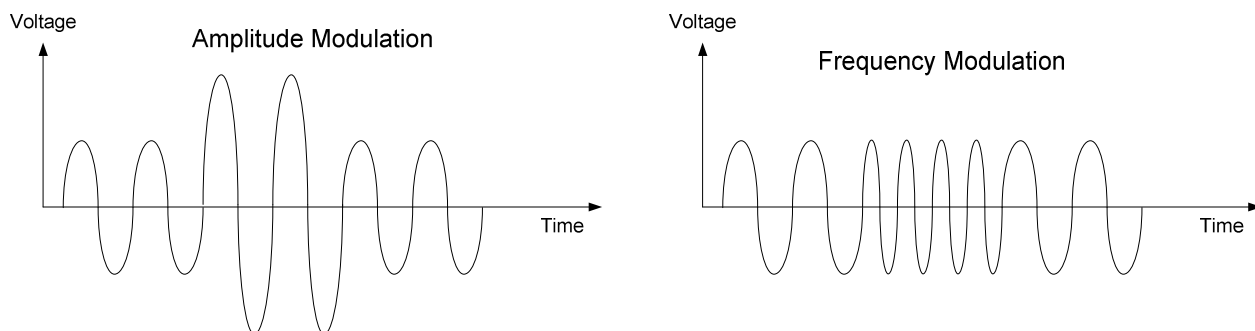 Voltage
Amplitude Modulation
Time
Voltage
Frequency Modulation
Time